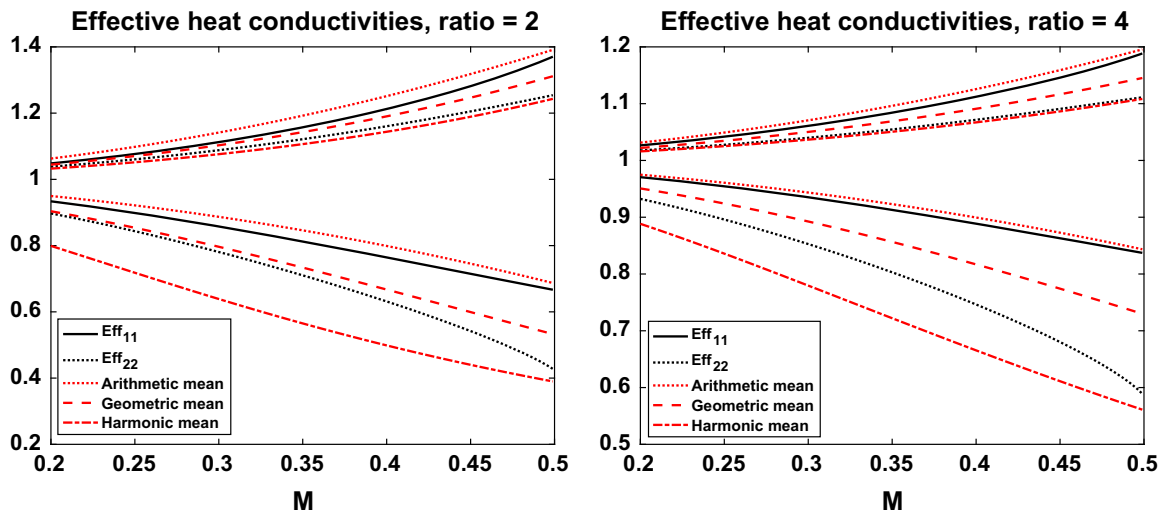 Effective heat conductivities, ratio = 2
1.4
1.2
1
0.8
0.6
0.4
0.2
Eff11
Eff22
Arithmetic mean
Geometric mean
Harmonic mean
0.2 0.25 0.3 0.35 0.4 0.45 0.5
M
Effective heat conductivities, ratio = 4
1.2
1.1
1
0.9
0.8
0.7
0.6
0.5
Eff11
Eff22
Arithmetic mean
Geometric mean
Harmonic mean
0.2 0.25 0.3 0.35 0.4 0.45 0.5
M